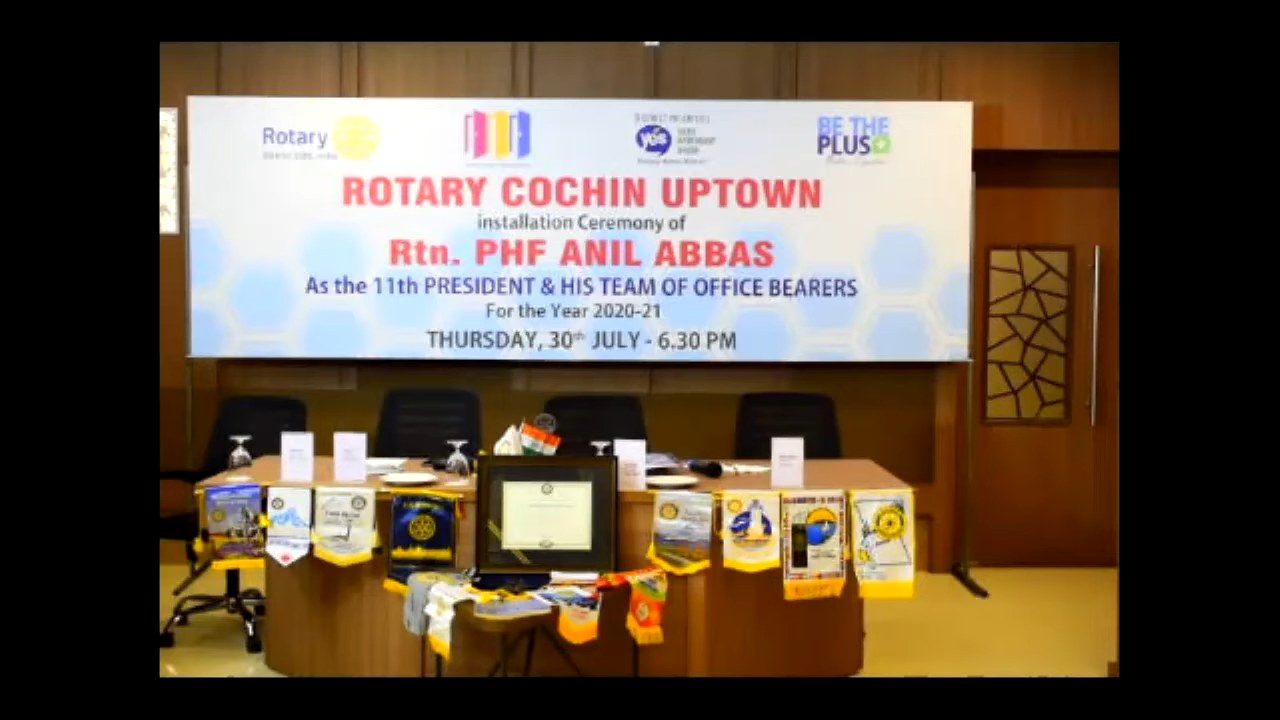 Rotary
BE THE
PLUS
ROTARY COCHIN UPTOWN
installation Ceremony of
Rtn. PHF ANIL ABBAS
As the 11th PRESIDENT & HIS TEAM OF OFFICE BEARERS
For the Year 2020-21
THURSDAY, 30th JULY - 6.30 PM